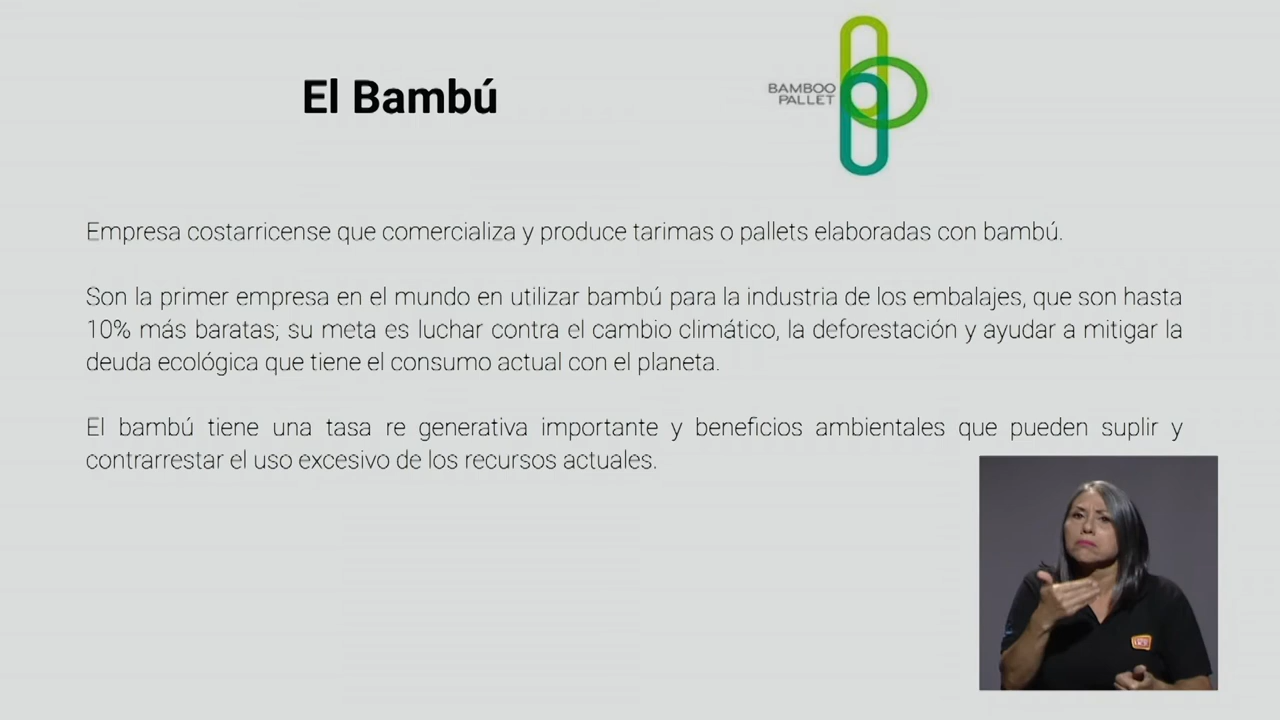 El Bambú
BAMBOO
PALLET
Empresa costarricense que comercializa y produce tarimas o pallets elaboradas con bambú.
Son la primer empresa en el mundo en utilizar bambú para la industria de los embalajes, que son hasta
10% más baratas; su meta es luchar contra el cambio climático, la deforestación y ayudar a mitigar la
deuda ecológica que tiene el consumo actual con el planeta.
El bambú tiene una tasa re generativa importante y beneficios ambientales que pueden suplir y
contrarrestar el uso excesivo de los recursos actuales.